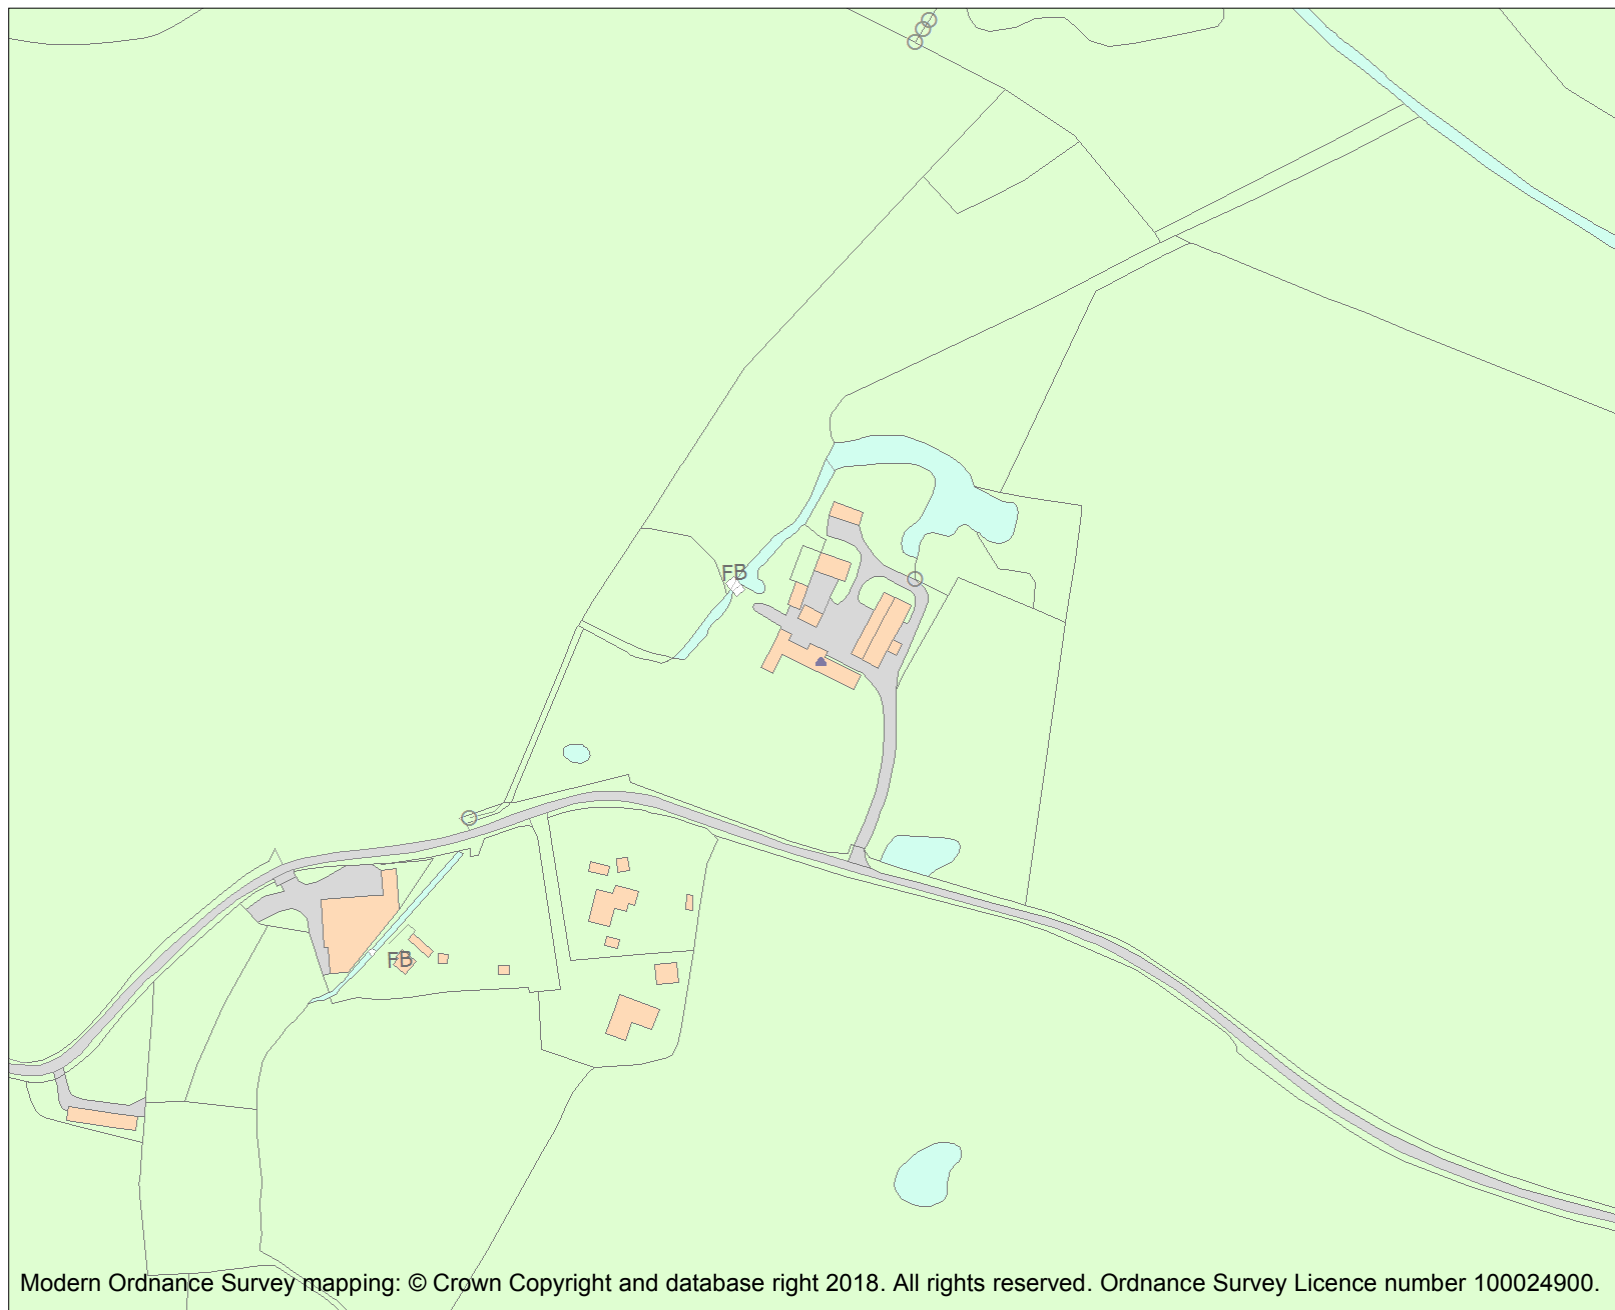 FB
FB
Modern Ordnance Survey mapping: © Crown Copyright and database right 2018. All rights reserved. Ordnance Survey Licence number 100024900.